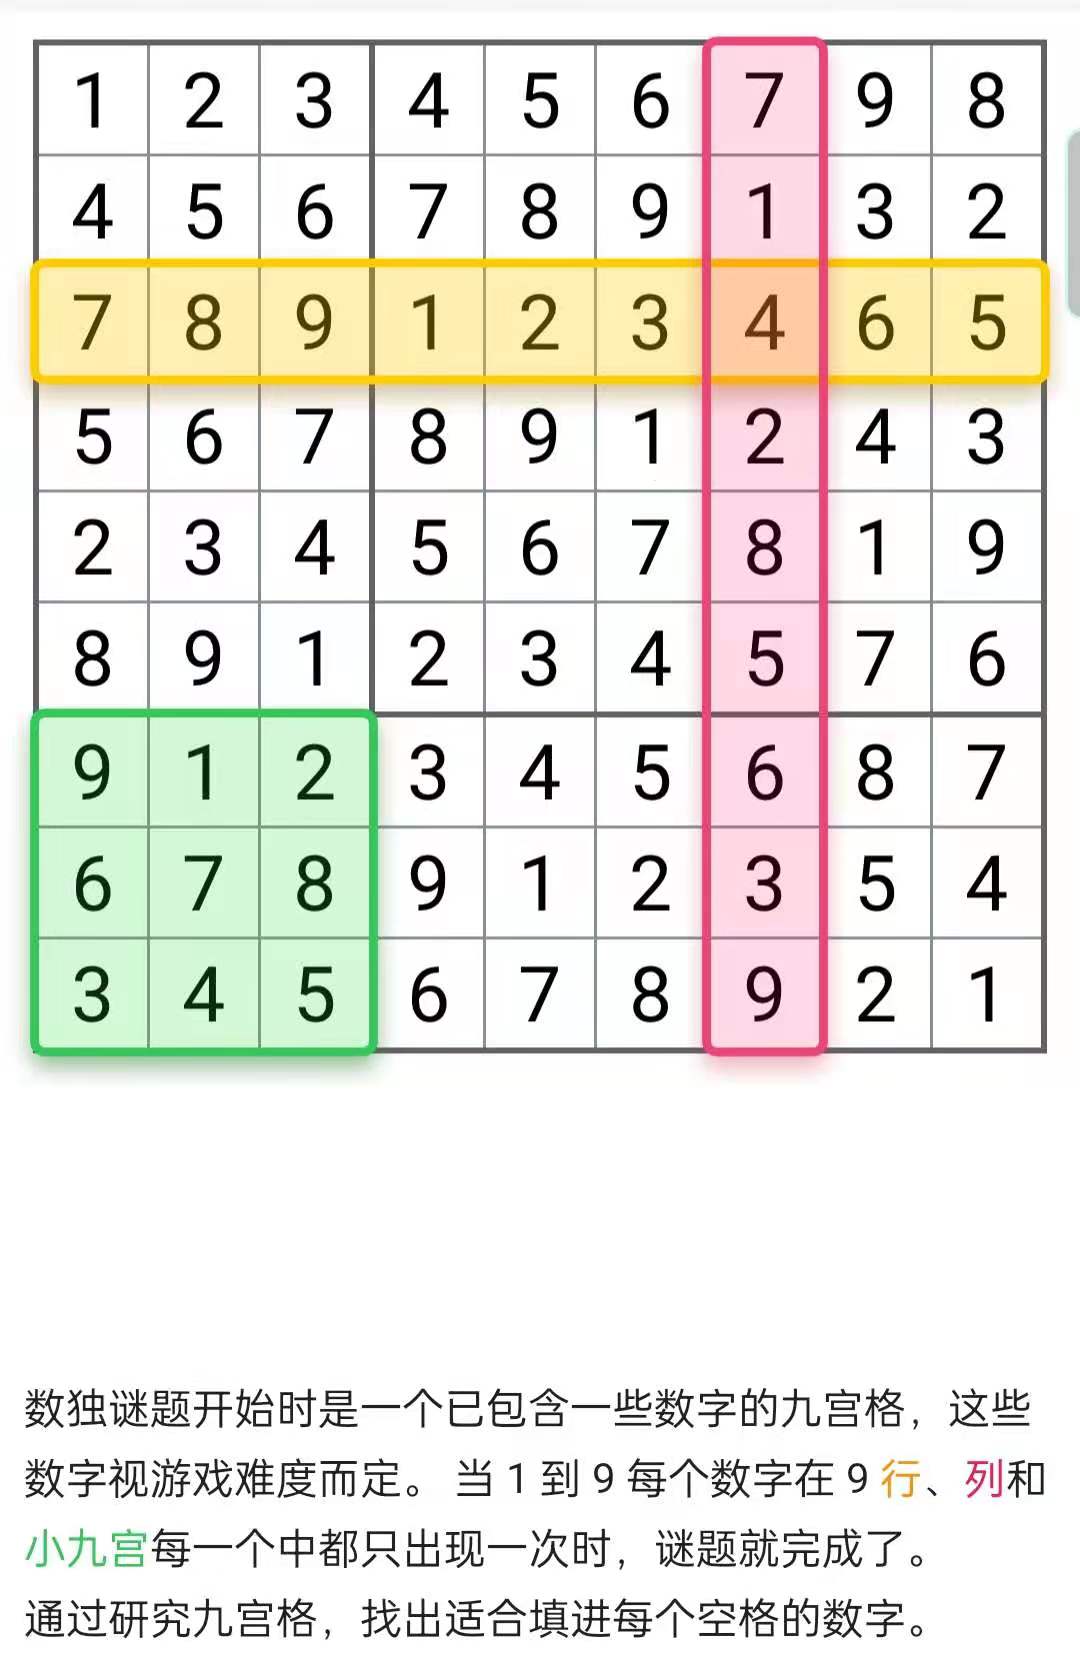 1 2 3 4 5 6 7 9 8
4 5 6 7 8 9 1 3 2
7 8 9 1 2 3 4 6 5
5 6 7 8 9 1 2 4 3
2 3 4 5 6 7 8 1 9
8 9 1 2 3 4 5 7 6
9 1 2 3 4 5 6 8 7
6 7 8 9 1 2 3 5 4
3 4 5 6 7 8 9 2 1
数独谜题开始时是一个已包含一些数字的九宫格，这些
数字视游戏难度而定。 当 1 到 9 每个数字在 9 行、列和
小九宫每一个中都只出现一次时，谜题就完成了。
通过研究九宫格，找出适合填进每个空格的数字。